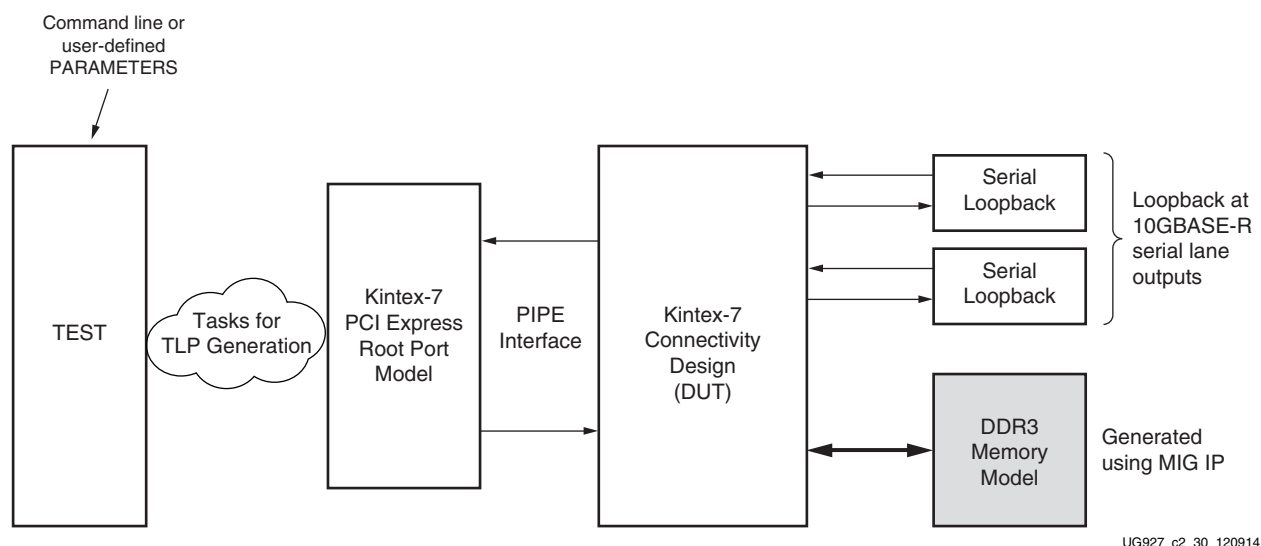 Command line or
user-defined
PARAMETERS
TEST
Tasks for
TLP Generation
Kintex-7
PCI Express
Root Port
Model
PIPE
Interface
Kintex-7
Connectivity
Design
(DUT)
Serial
Loopback
Serial
Loopback
Loopback at
10GBASE-R
serial lane
outputs
DDR3
Memory
Model
Generated
using MIG IP
UG927_c2_30_120914